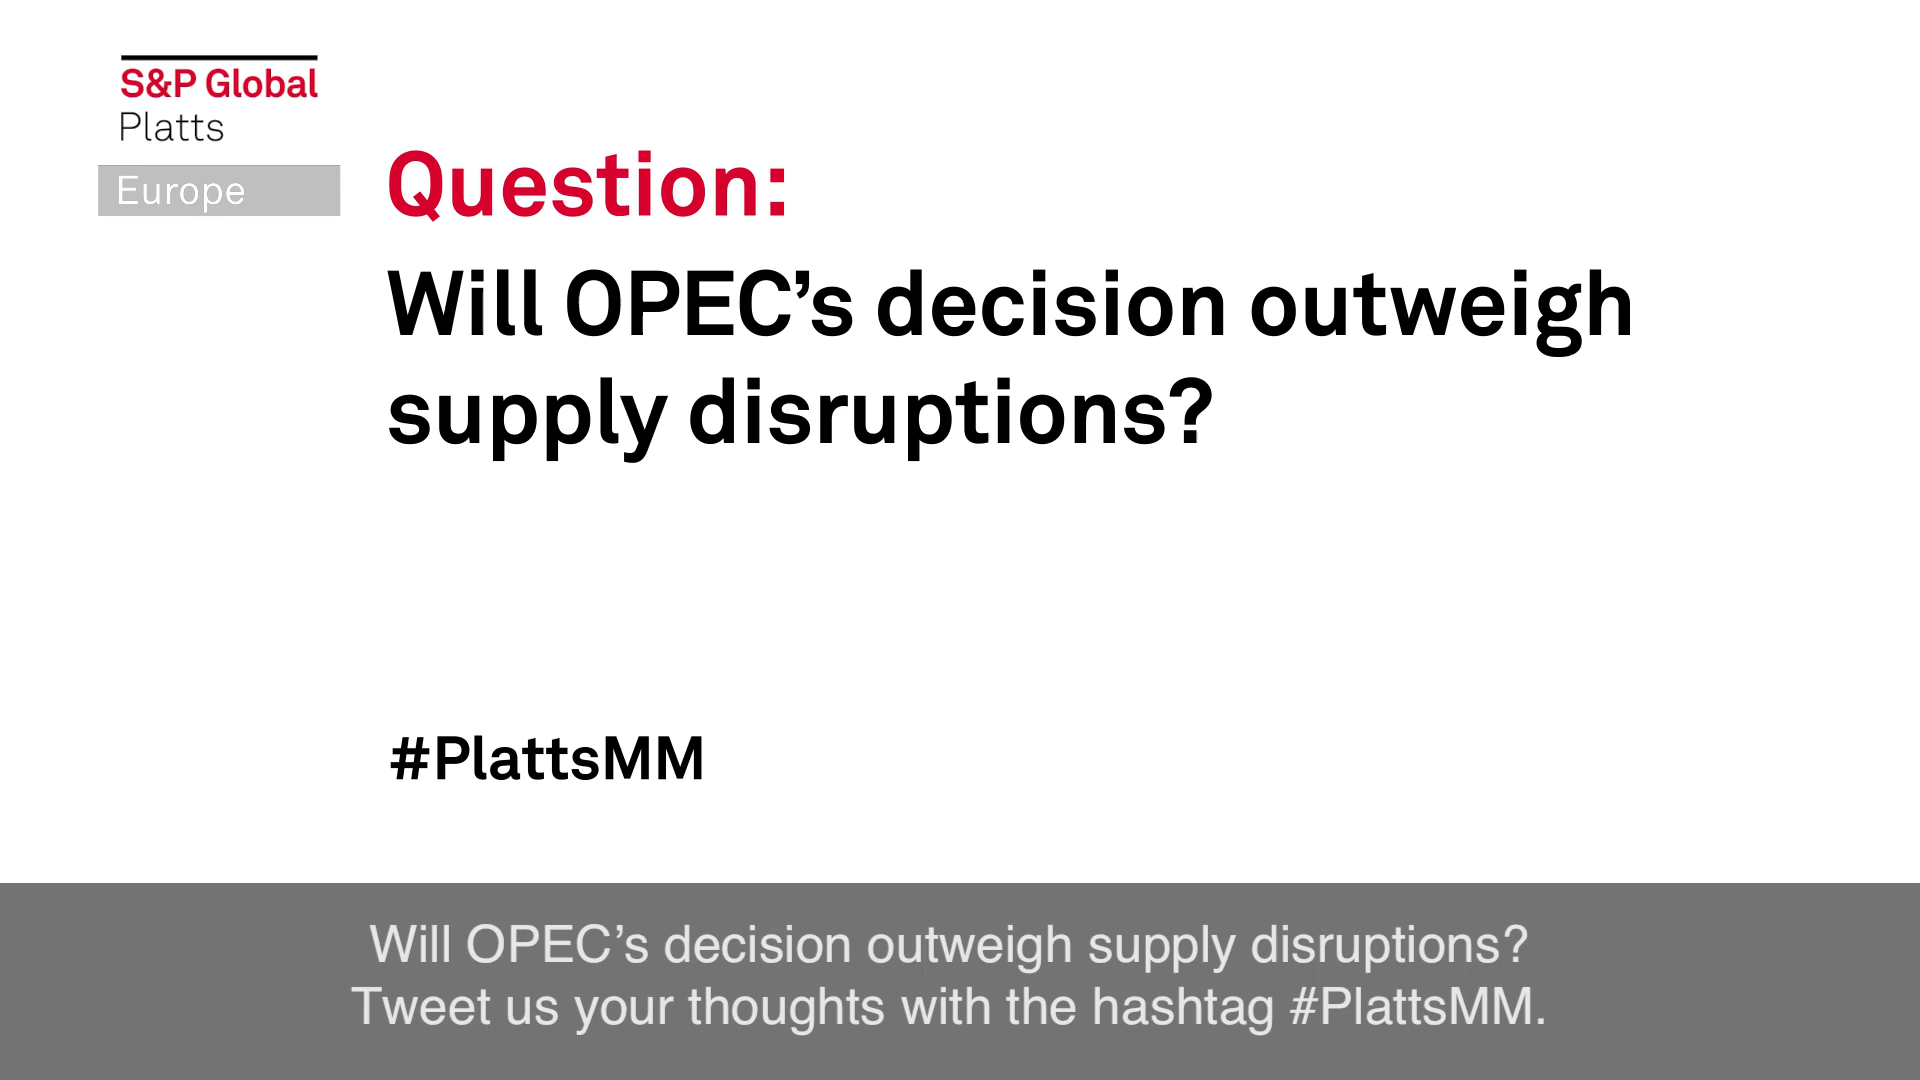 S&P Global
Platts
Europe
Question:
Will OPEC’s decision outweigh
supply disruptions?
#PlattsMM
Will OPEC’s decision outweigh supply disruptions?
Tweet us your thoughts with the hashtag #PlattsMM.